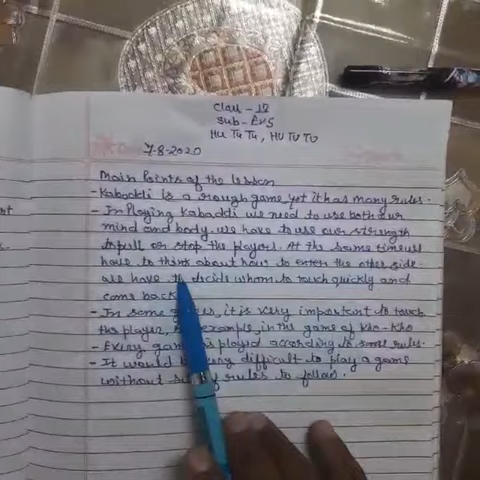 Class - 18
Sub - EVS
Hu Tu Tu, Hu Tu Tu
7-8-2020
Main Points of the lesson
- Kabaddi is a rough game yet it has many rules.
- In Playing Kabaddi we need to use both our
mind and body. We have to use our strength
to pull or stop the players. At the same time we
have to think about how to enter the other side.
We have to decide whom to touch quickly and
come back
- In some, it is very important to touch
the player, example, in the game of Kho-Kho
- Every game is played according to some rules.
- It would very difficult to play a game
without rules to follow.